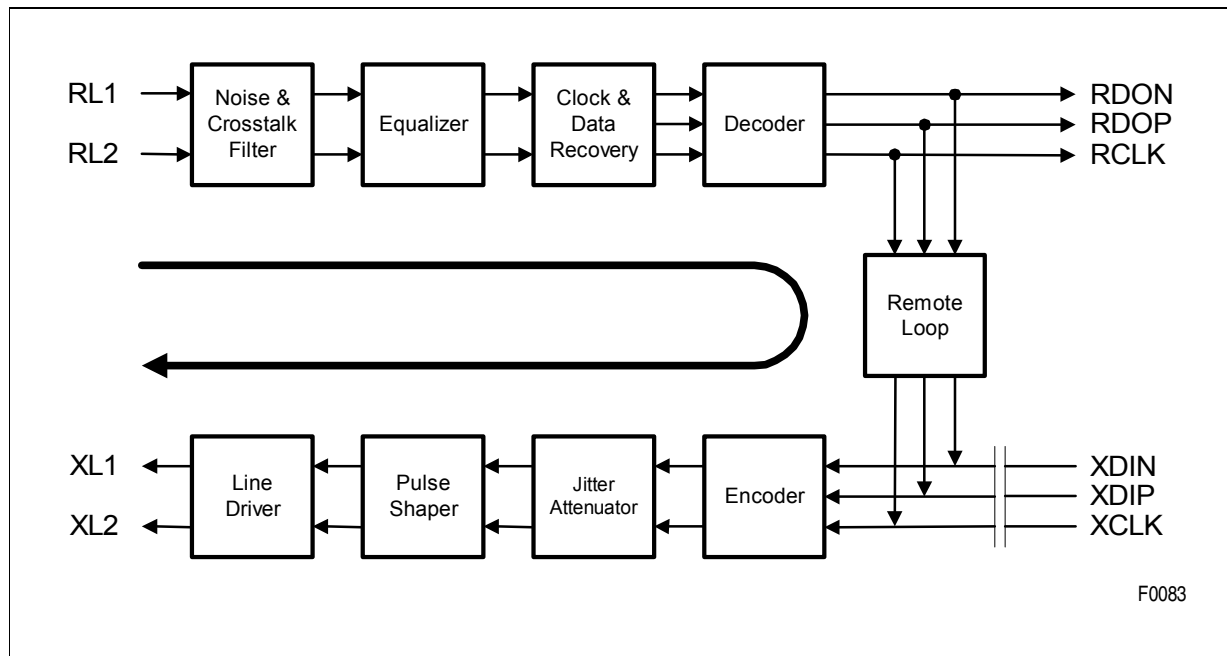 RL1
RL2
Noise &
Crosstalk
Filter
Equalizer
Clock &
Data
Recovery
Decoder
RDON
RDOP
RCLK
Remote
Loop
XL1
XL2
Line
Driver
Pulse
Shaper
Jitter
Attenuator
Encoder
XDIN
XDIP
XCLK
F0083